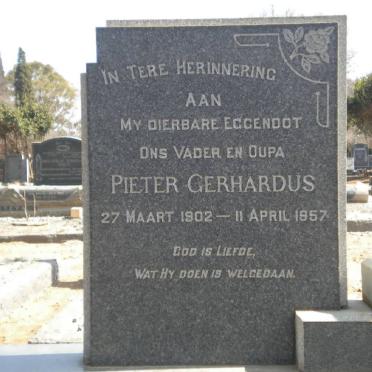 IN TERE HERINNERING
AAN
MY DIERBARE EGGENOOT
ONS VADER EN OUPA
PIETER GERHARDUS
27 MAART 1902 – 11 APRIL 1957
GOD IS LIEFDE,
WAT HY DOEN IS WELGEDAAN.